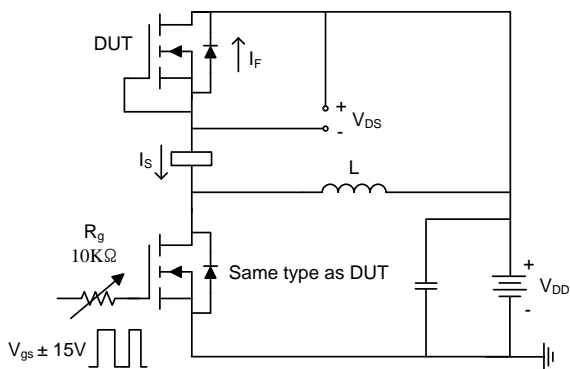 DUT
I_F
+
V_DS
-
I_S
L
R_g
10KΩ
Same type as DUT
+
V_DD
-
V_gs ± 15V